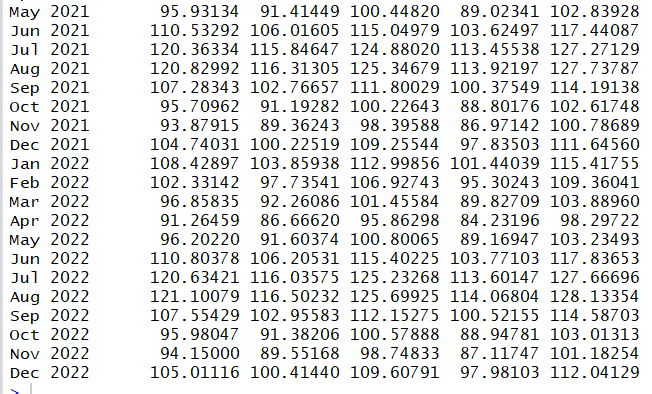 May 2021 95.93134 91.41449 100.44820 89.02341 102.83928
Jun 2021 110.53292 106.01605 115.04979 103.62497 117.44087
Jul 2021 120.36334 115.84647 124.88020 113.45538 127.27129
Aug 2021 120.82992 116.31305 125.34679 113.92197 127.73787
Sep 2021 107.28343 102.76657 111.80029 100.37549 114.19138
Oct 2021 95.70962 91.19282 100.22643 88.80176 102.61748
Nov 2021 93.87915 89.36243 98.39588 86.97142 100.78689
Dec 2021 104.74031 100.22519 109.25544 97.83503 111.64560
Jan 2022 108.42897 103.85938 112.99856 101.44039 115.41755
Feb 2022 102.33142 97.73541 106.92743 95.30243 109.36041
Mar 2022 96.85835 92.26086 101.45584 89.82709 103.88960
Apr 2022 91.26459 86.66620 95.86298 84.23196 98.29722
May 2022 96.20220 91.60374 100.80065 89.16947 103.23493
Jun 2022 110.80378 106.20531 115.40225 103.77103 117.83653
Jul 2022 120.63421 116.03575 125.23268 113.60147 127.66696
Aug 2022 121.10079 116.50232 125.69925 114.06804 128.13354
Sep 2022 107.55429 102.95583 112.15275 100.52155 114.58703
Oct 2022 95.98047 91.38206 100.57888 88.94781 103.01313
Nov 2022 94.15000 89.55168 98.74833 87.11747 101.18254
Dec 2022 105.01116 100.41440 109.60791 97.98103 112.04129
>